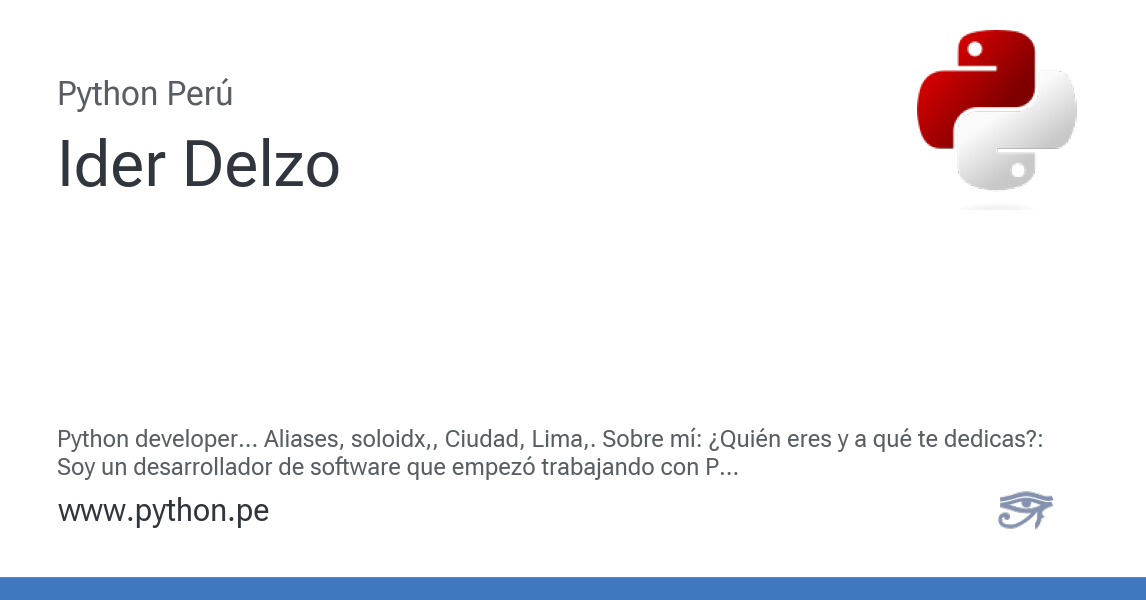 Python Perú
Ider Delzo
Python developer... Aliases, soloidx,, Ciudad, Lima,. Sobre mí: ¿Quién eres y a qué te dedicas?:
Soy un desarrollador de software que empezó trabajando con P...
www.python.pe